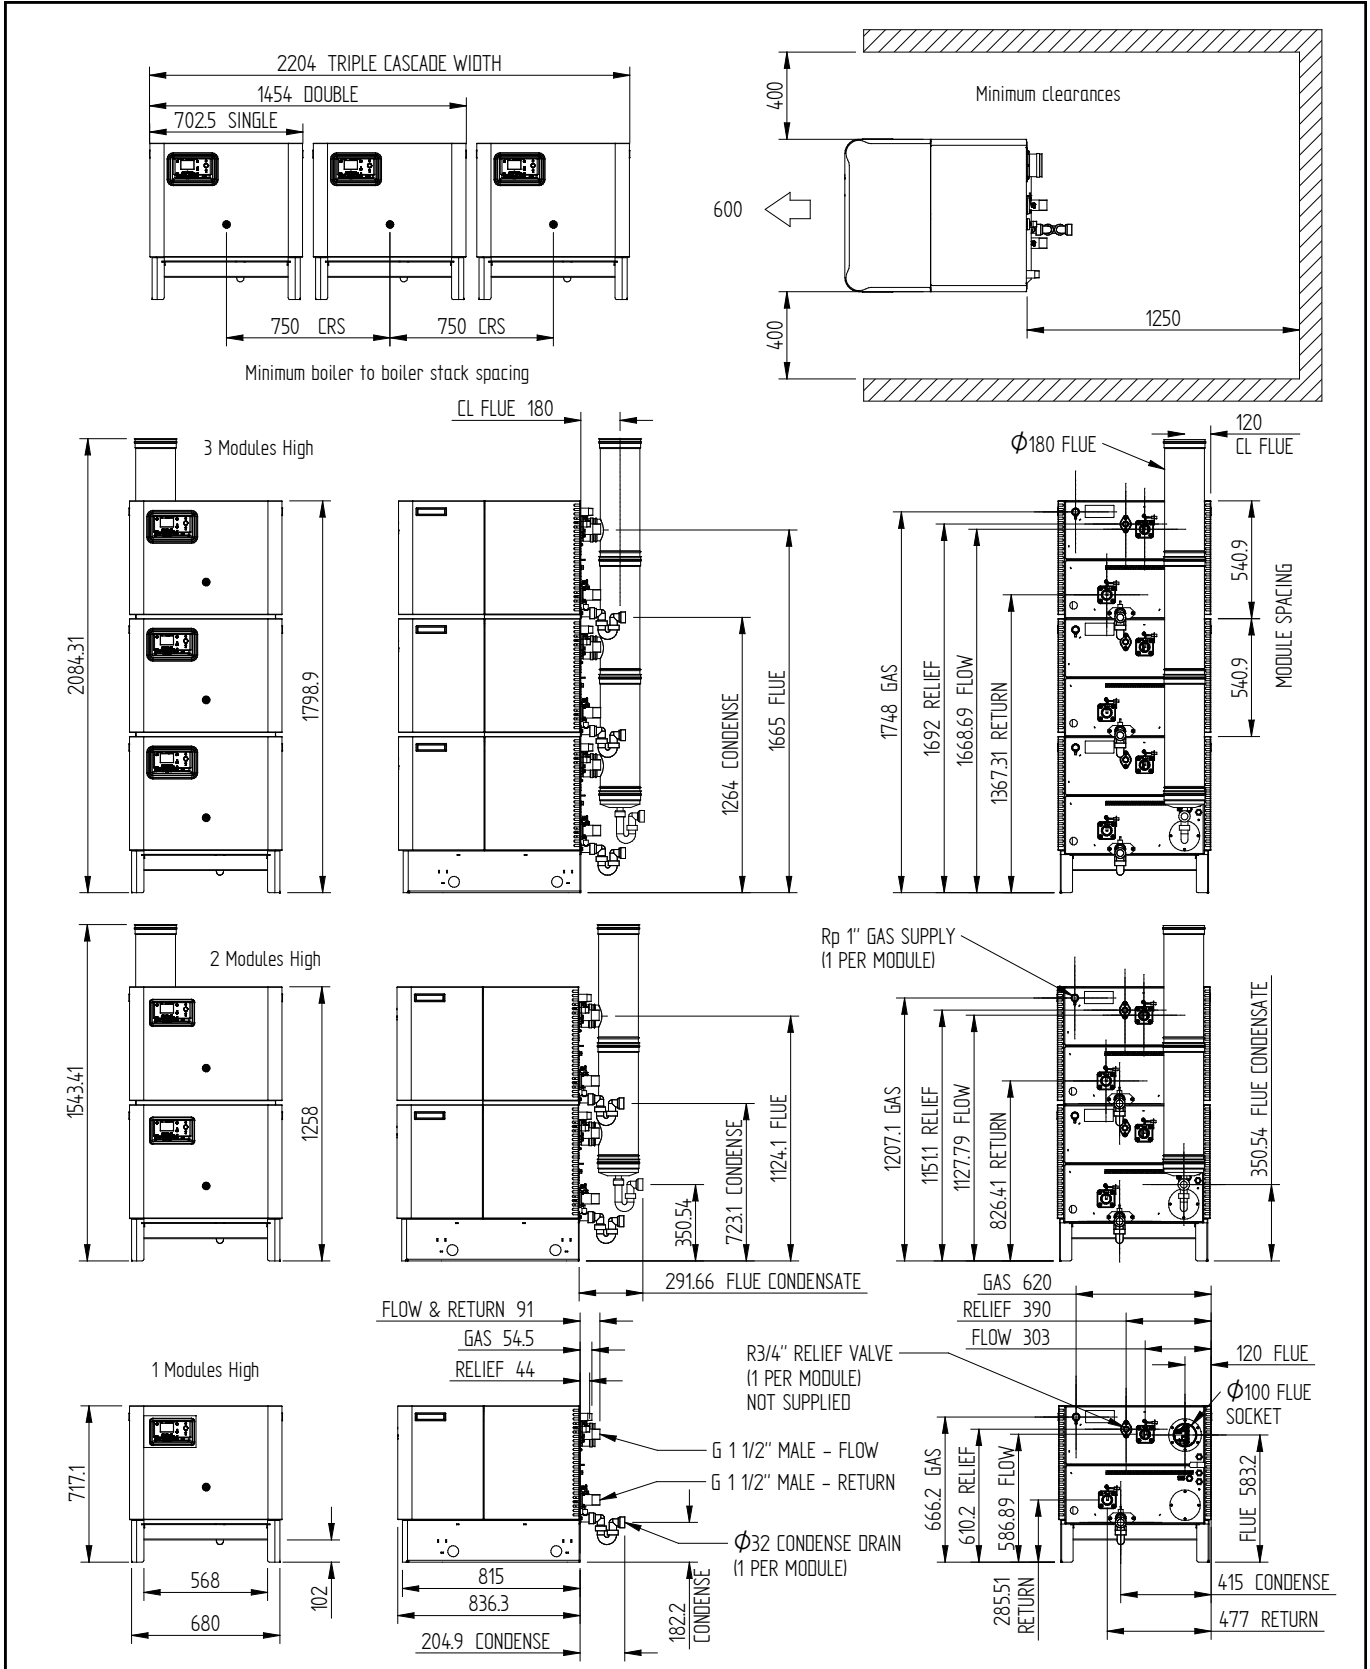 2204 TRIPLE CASCADE WIDTH
1454 DOUBLE
702.5 SINGLE
750 CRS
750 CRS
Minimum boiler to boiler stack spacing
400
Minimum clearances
600
1250
400
CL FLUE 180
3 Modules High
2084.31
1798.9
1264 CONDENSE
1665 FLUE
Φ180 FLUE
120
CL FLUE
1748 GAS
1692 RELIEF
1668.69 FLOW
1367.31 RETURN
540.9
540.9
MODULE SPACING
2 Modules High
1543.41
1258
350.54
723.1 CONDENSE
1124.1 FLUE
291.66 FLUE CONDENSATE
Rp 1" GAS SUPPLY
(1 PER MODULE)
1207.1 GAS
1151.1 RELIEF
1127.79 FLOW
826.41 RETURN
350.54 FLUE CONDENSATE
1 Modules High
717.1
568
680
102
FLOW & RETURN 91
GAS 54.5
RELIEF 44
G 1 1/2" MALE - FLOW
G 1 1/2" MALE - RETURN
Φ32 CONDENSE DRAIN
(1 PER MODULE)
815
836.3
204.9 CONDENSE
182.2
CONDENSE
GAS 620
RELIEF 390
FLOW 303
120 FLUE
R3/4" RELIEF VALVE
(1 PER MODULE)
NOT SUPPLIED
Φ100 FLUE
SOCKET
666.2 GAS
610.2 RELIEF
586.89 FLOW
285.51
RETURN
FLUE 583.2
415 CONDENSE
477 RETURN